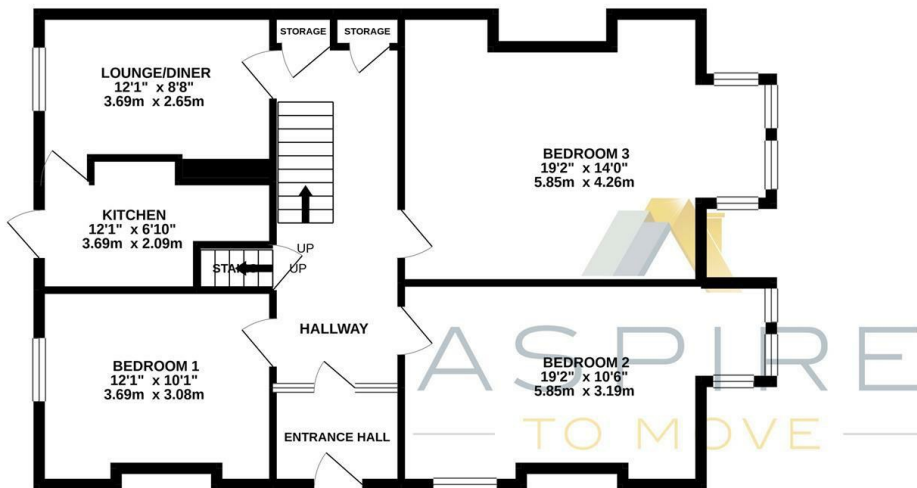 STORAGE
STORAGE
LOUNGE/DINER
12'1" x 8'8"
3.69m x 2.65m
BEDROOM 3
19'2" x 14'0"
5.85m x 4.26m
KITCHEN
12'1" x 6'10"
3.69m x 2.09m
UP
UP
HALLWAY
BEDROOM 1
12'1" x 10'1"
3.69m x 3.08m
BEDROOM 2
19'2" x 10'6"
5.85m x 3.19m
ENTRANCE HALL
ASPIRE
TO MOVE